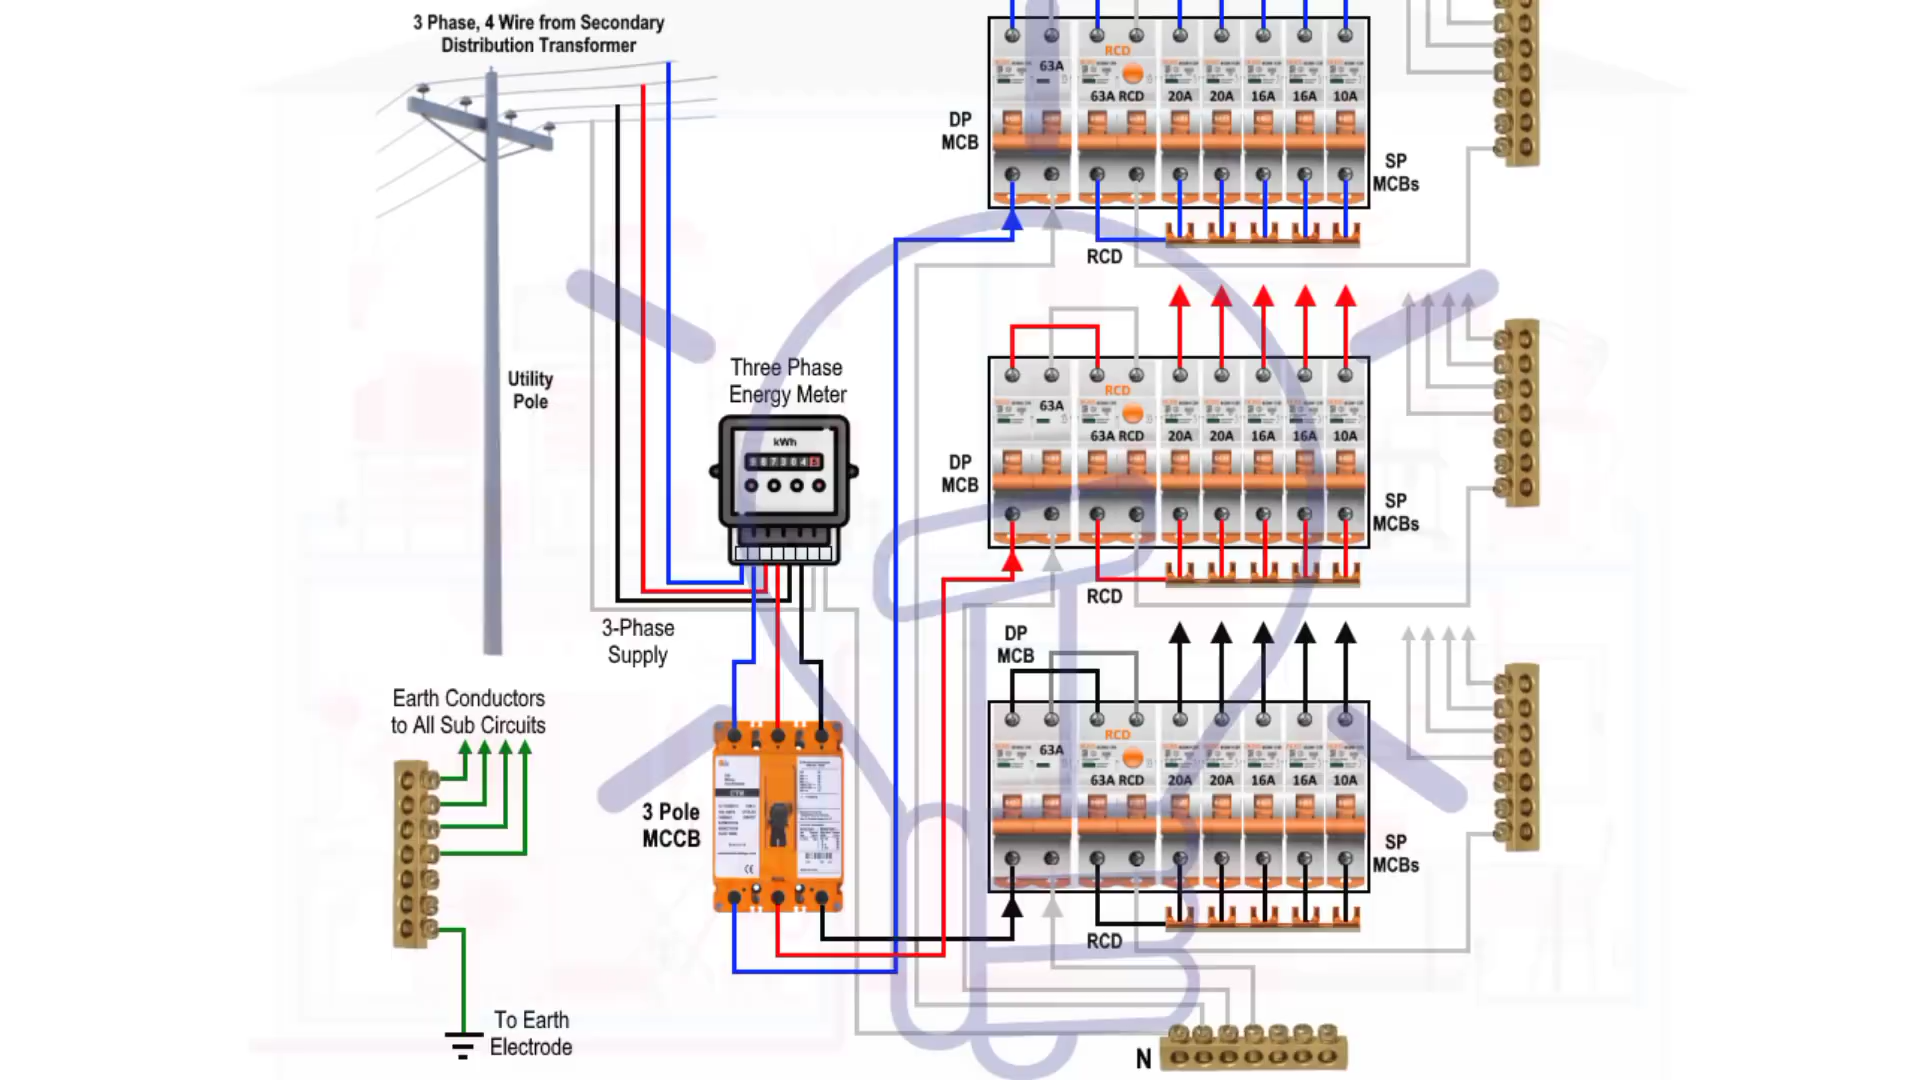 3 Phase, 4 Wire from Secondary
Distribution Transformer
Utility
Pole
Three Phase
Energy Meter
kWh
3-Phase
Supply
Earth Conductors
to All Sub Circuits
To Earth
Electrode
3 Pole
MCCB
DP
MCB
63A
RCD
63A RCD
20A
20A
16A
16A
10A
SP
MCBs
RCD
DP
MCB
63A
RCD
63A RCD
20A
20A
16A
16A
10A
SP
MCBs
RCD
DP
MCB
63A
RCD
63A RCD
20A
20A
16A
16A
10A
SP
MCBs
RCD
N